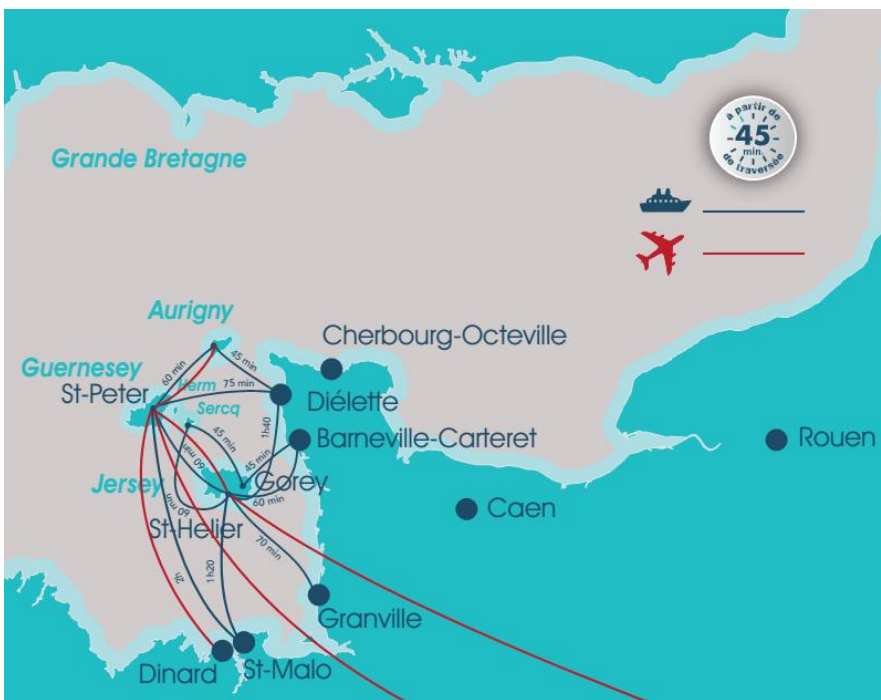 à partir de
45
min.
de traversée
Grande Bretagne
Aurigny
Cherbourg-Octeville
Guernesey
60 min
45 min
Herm
75 min
St-Peter
Diélette
Sercq
1h40
45 min
Barneville-Carteret
Rouen
60 min
45 min
Jersey
Gorey
60 min
60 min
Caen
St-Helier
70 min
2h
1h20
Granville
Dinard
St-Malo